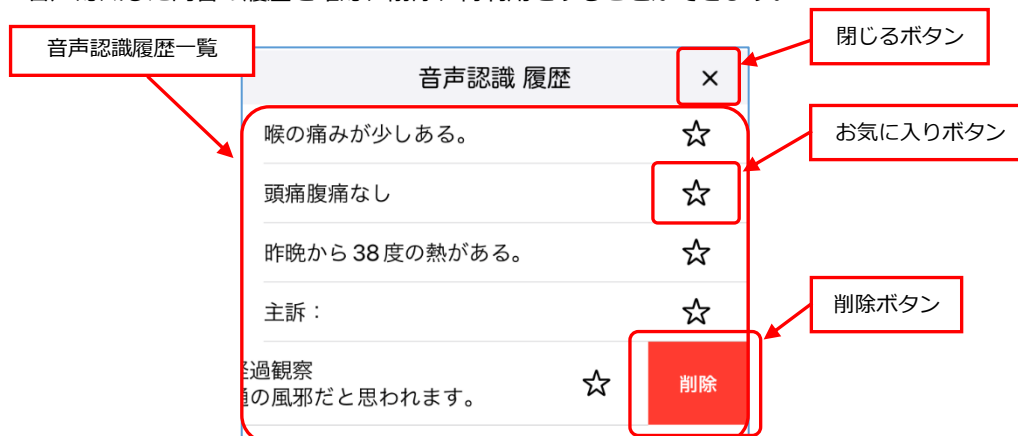 音声認識履歴一覧
閉じるボタン
音声認識 履歴
×
喉の痛みが少しある。
お気に入りボタン
頭痛腹痛なし
昨晩から38度の熱がある。
削除ボタン
主訴：
過観察
の風邪だと思われます。
削除